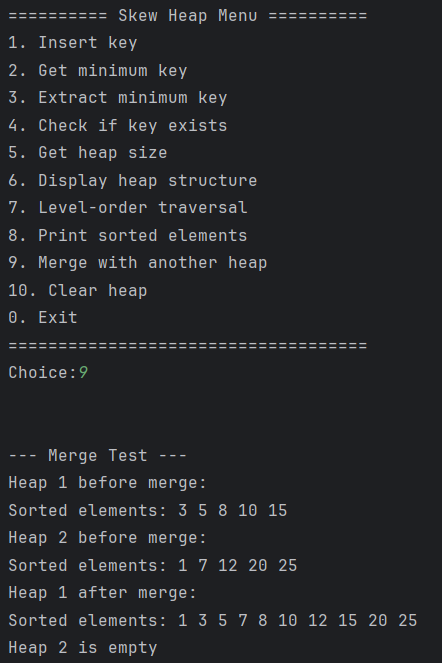 ========== Skew Heap Menu ==========
1. Insert key
2. Get minimum key
3. Extract minimum key
4. Check if key exists
5. Get heap size
6. Display heap structure
7. Level-order traversal
8. Print sorted elements
9. Merge with another heap
10. Clear heap
0. Exit
====================================
Choice:9
--- Merge Test ---
Heap 1 before merge:
Sorted elements: 3 5 8 10 15
Heap 2 before merge:
Sorted elements: 1 7 12 20 25
Heap 1 after merge:
Sorted elements: 1 3 5 7 8 10 12 15 20 25
Heap 2 is empty